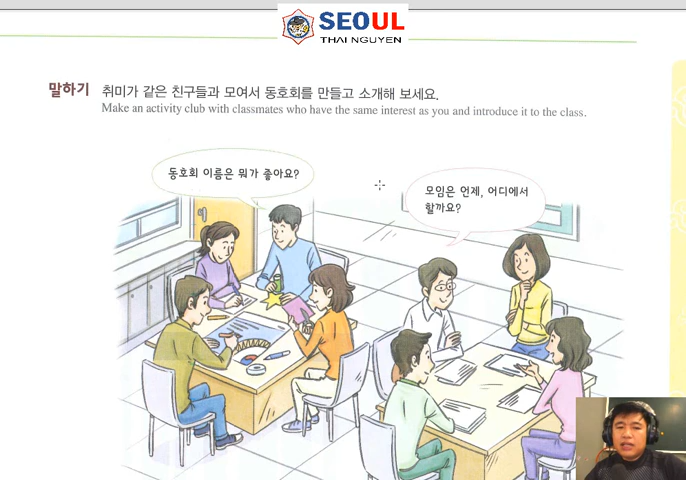 SEOUL
THAI NGUYEN
말하기 취미가 같은 친구들과 모여서 동호회를 만들고 소개해 보세요.
Make an activity club with classmates who have the same interest as you and introduce it to the class.
동호회 이름은 뭐가 좋아요?
모임은 언제, 어디에서
할까요?